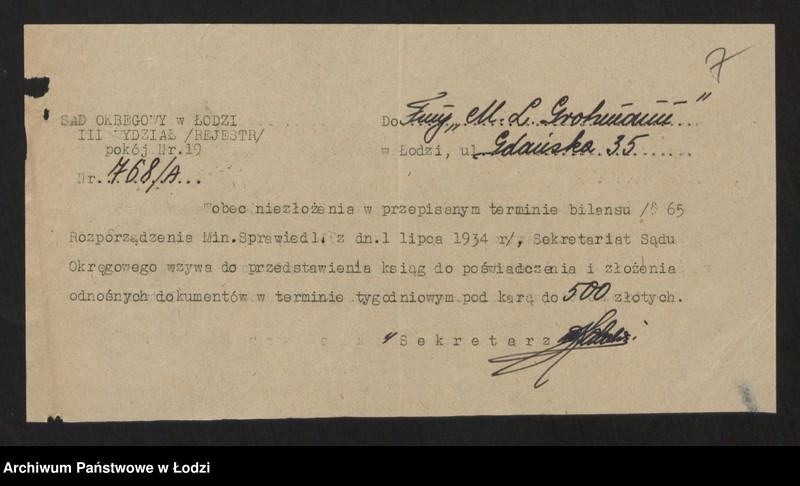 7
SĄD OKRĘGOWY w ŁODZI
III WYDZIAŁ /REJESTR/
pokój Nr.19
Nr. 768/A...
Do Firmy „M. L. Grohmann"
w Łodzi, ul. Gdańska 35.......
Wobec niezłożenia w przepisanym terminie bilansu /§ 65
Rozporządzenia Min.Sprawiedl. z dn.1 lipca 1934 r/, Sekretariat Sądu
Okręgowego wzywa do przedstawienia ksiąg do poświadczenia i złożenia
odnośnych dokumentów w terminie tygodniowym pod karą do 500 złotych.
Sekretarz
Archiwum Państwowe w Łodzi